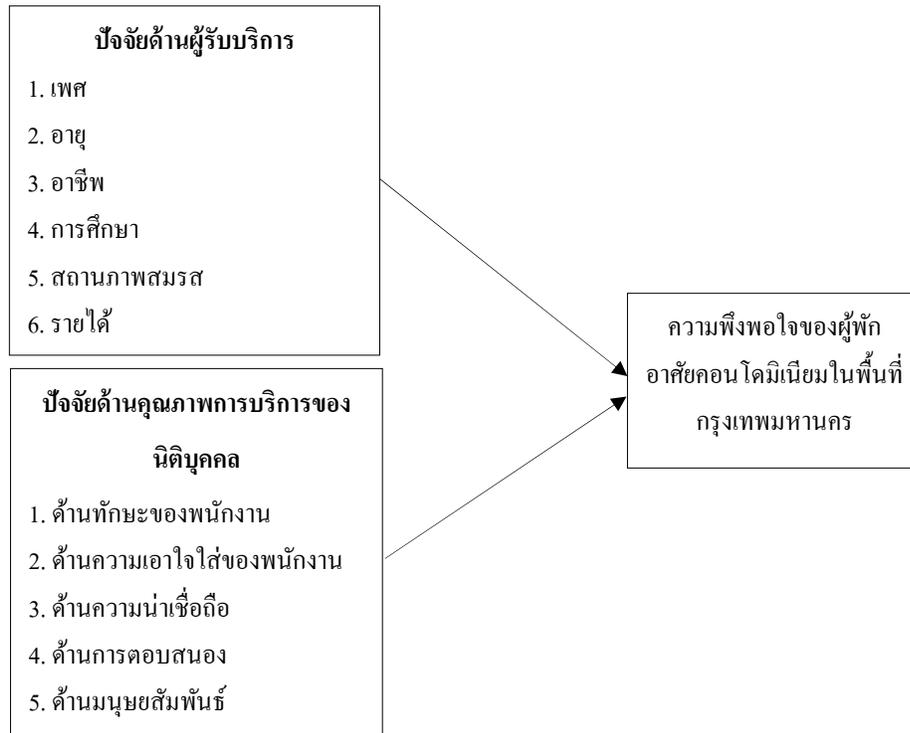 ปัจจัยด้านผู้รับบริการ
1. เพศ
2. อายุ
3. อาชีพ
4. การศึกษา
5. สถานภาพสมรส
6. รายได้
ปัจจัยด้านคุณภาพการบริการของ
นิติบุคคล
1. ด้านทักษะของพนักงาน
2. ด้านความเอาใจใส่ของพนักงาน
3. ด้านความน่าเชื่อถือ
4. ด้านการตอบสนอง
5. ด้านมนุษยสัมพันธ์
ความพึงพอใจของผู้พัก
อาศัยคอนโดมิเนียมในพื้นที่
กรุงเทพมหานคร